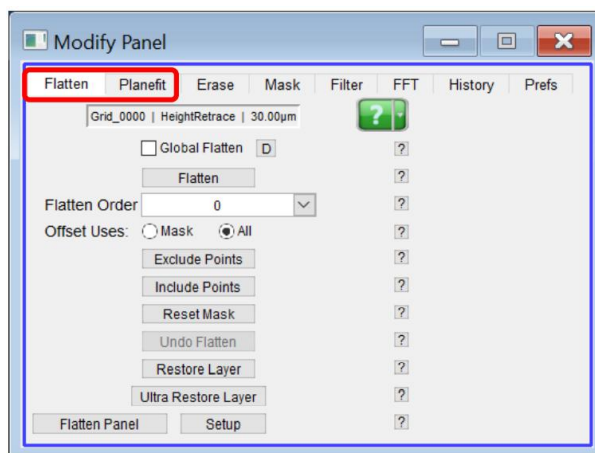 Modify Panel
Flatten Planefit Erase Mask Filter FFT History Prefs
Grid_0000 | HeightRetrace | 30.00μm
?
Global Flatten D ?
Flatten ?
Flatten Order 0 ?
Offset Uses: Mask All ?
Exclude Points ?
Include Points ?
Reset Mask ?
Undo Flatten ?
Restore Layer ?
Ultra Restore Layer ?
Flatten Panel Setup ?